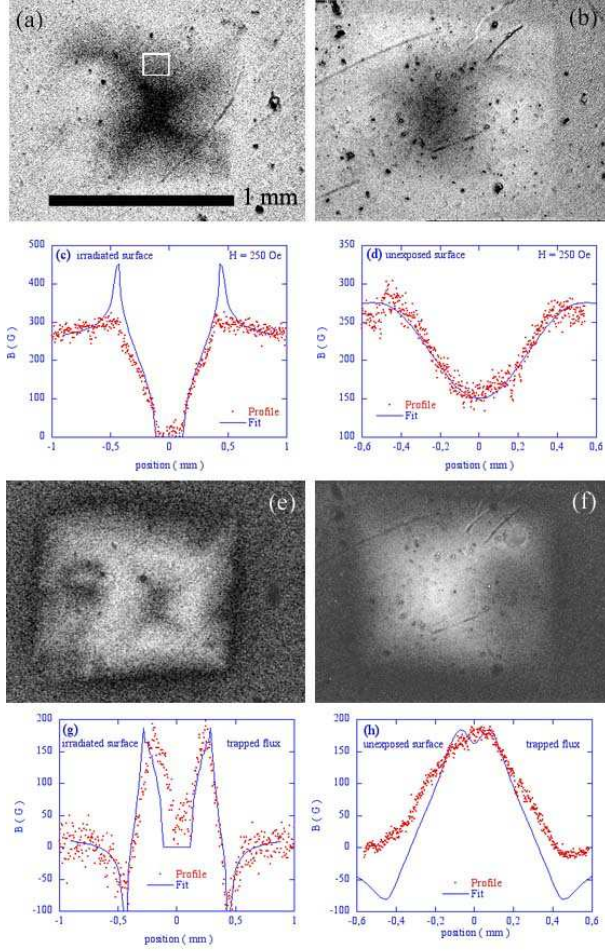 (a)
(b)
1 mm
(c) irradiated surface H = 250 Oe
500
400
300
200
100
0
B ( G )
Profile
Fit
-1 -0,5 0 0,5 1
position ( mm )
(d) unexposed surface H = 250 Oe
350
300
250
200
150
100
B ( G )
Profile
Fit
-0,6 -0,4 -0,2 0 0,2 0,4 0,6
position ( mm )
(e)
(f)
(g)
irradiated surface trapped flux
200
150
100
50
0
-50
-100
B ( G )
Profile
Fit
-1 -0,5 0 0,5 1
position ( mm )
(h)
unexposed surface trapped flux
200
150
100
50
0
-50
-100
B ( G )
Profile
Fit
-0,6 -0,4 -0,2 0 0,2 0,4 0,6
position ( mm )